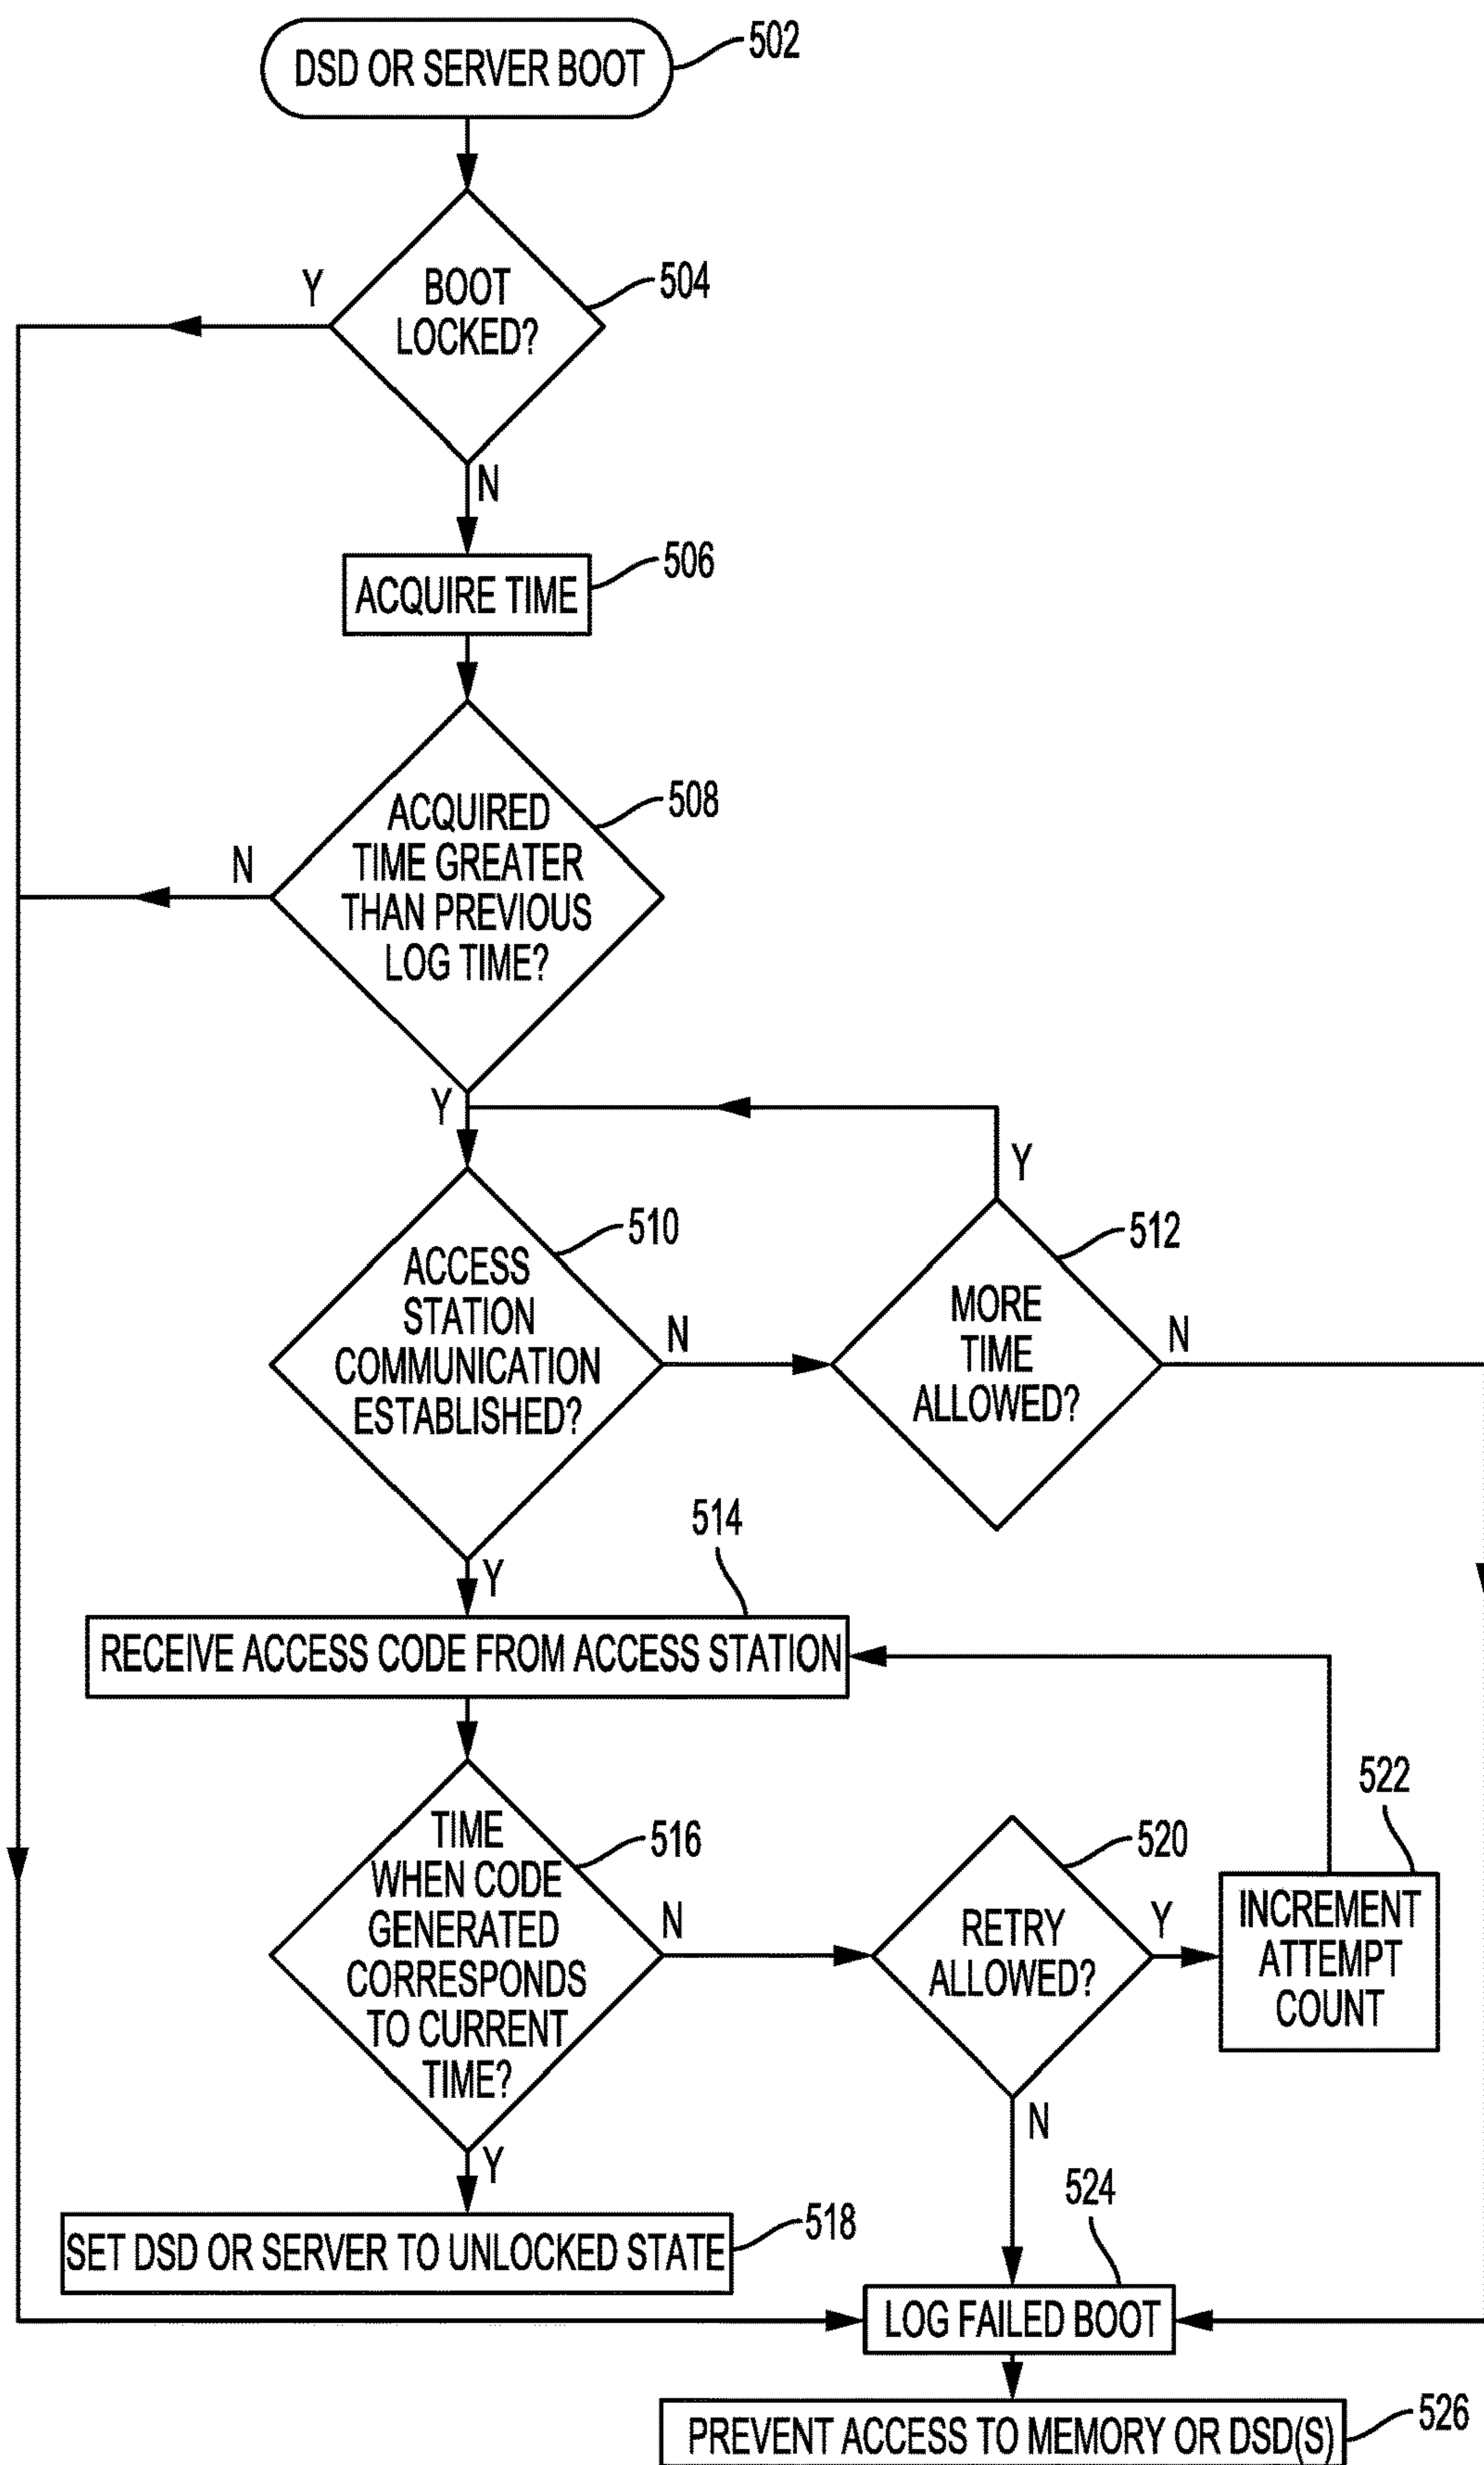 DSD OR SERVER BOOT
502
BOOT
LOCKED?
504
Y
N
ACQUIRE TIME
506
ACQUIRED
TIME GREATER
THAN PREVIOUS
LOG TIME?
508
N
Y
ACCESS
STATION
COMMUNICATION
ESTABLISHED?
510
N
Y
MORE
TIME
ALLOWED?
512
Y
N
514
RECEIVE ACCESS CODE FROM ACCESS STATION
TIME
WHEN CODE
GENERATED
CORRESPONDS
TO CURRENT
TIME?
516
N
Y
RETRY
ALLOWED?
520
Y
N
522
INCREMENT
ATTEMPT
COUNT
SET DSD OR SERVER TO UNLOCKED STATE
518
524
LOG FAILED BOOT
PREVENT ACCESS TO MEMORY OR DSD(S)
526